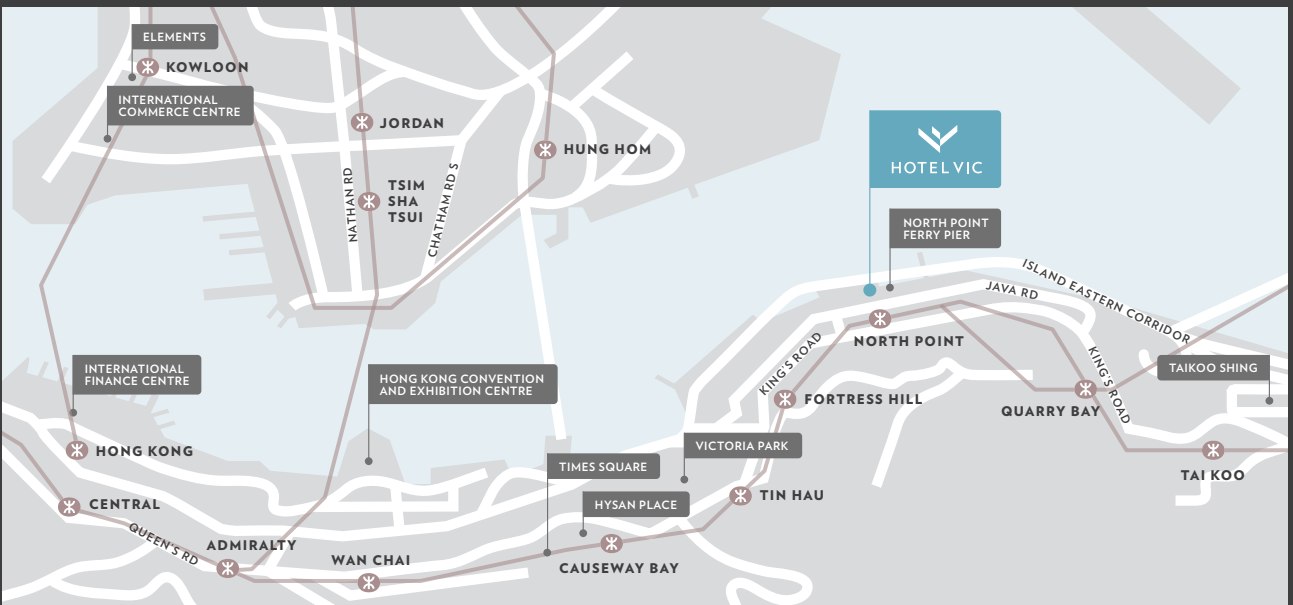 ELEMENTS
KOWLOON
INTERNATIONAL
COMMERCE CENTRE
JORDAN
HUNG HOM
TSIM
SHA
TSUI
NATHAN RD
CHATHAM RD S
HOTEL VIC
NORTH POINT
FERRY PIER
ISLAND EASTERN CORRIDOR
JAVA RD
NORTH POINT
KING'S ROAD
KING'S ROAD
INTERNATIONAL
FINANCE CENTRE
HONG KONG CONVENTION
AND EXHIBITION CENTRE
TAIKOO SHING
FORTRESS HILL
QUARRY BAY
HONG KONG
VICTORIA PARK
TIMES SQUARE
TAI KOO
CENTRAL
HYSAN PLACE
TIN HAU
QUEEN'S RD
ADMIRALTY
WAN CHAI
CAUSEWAY BAY